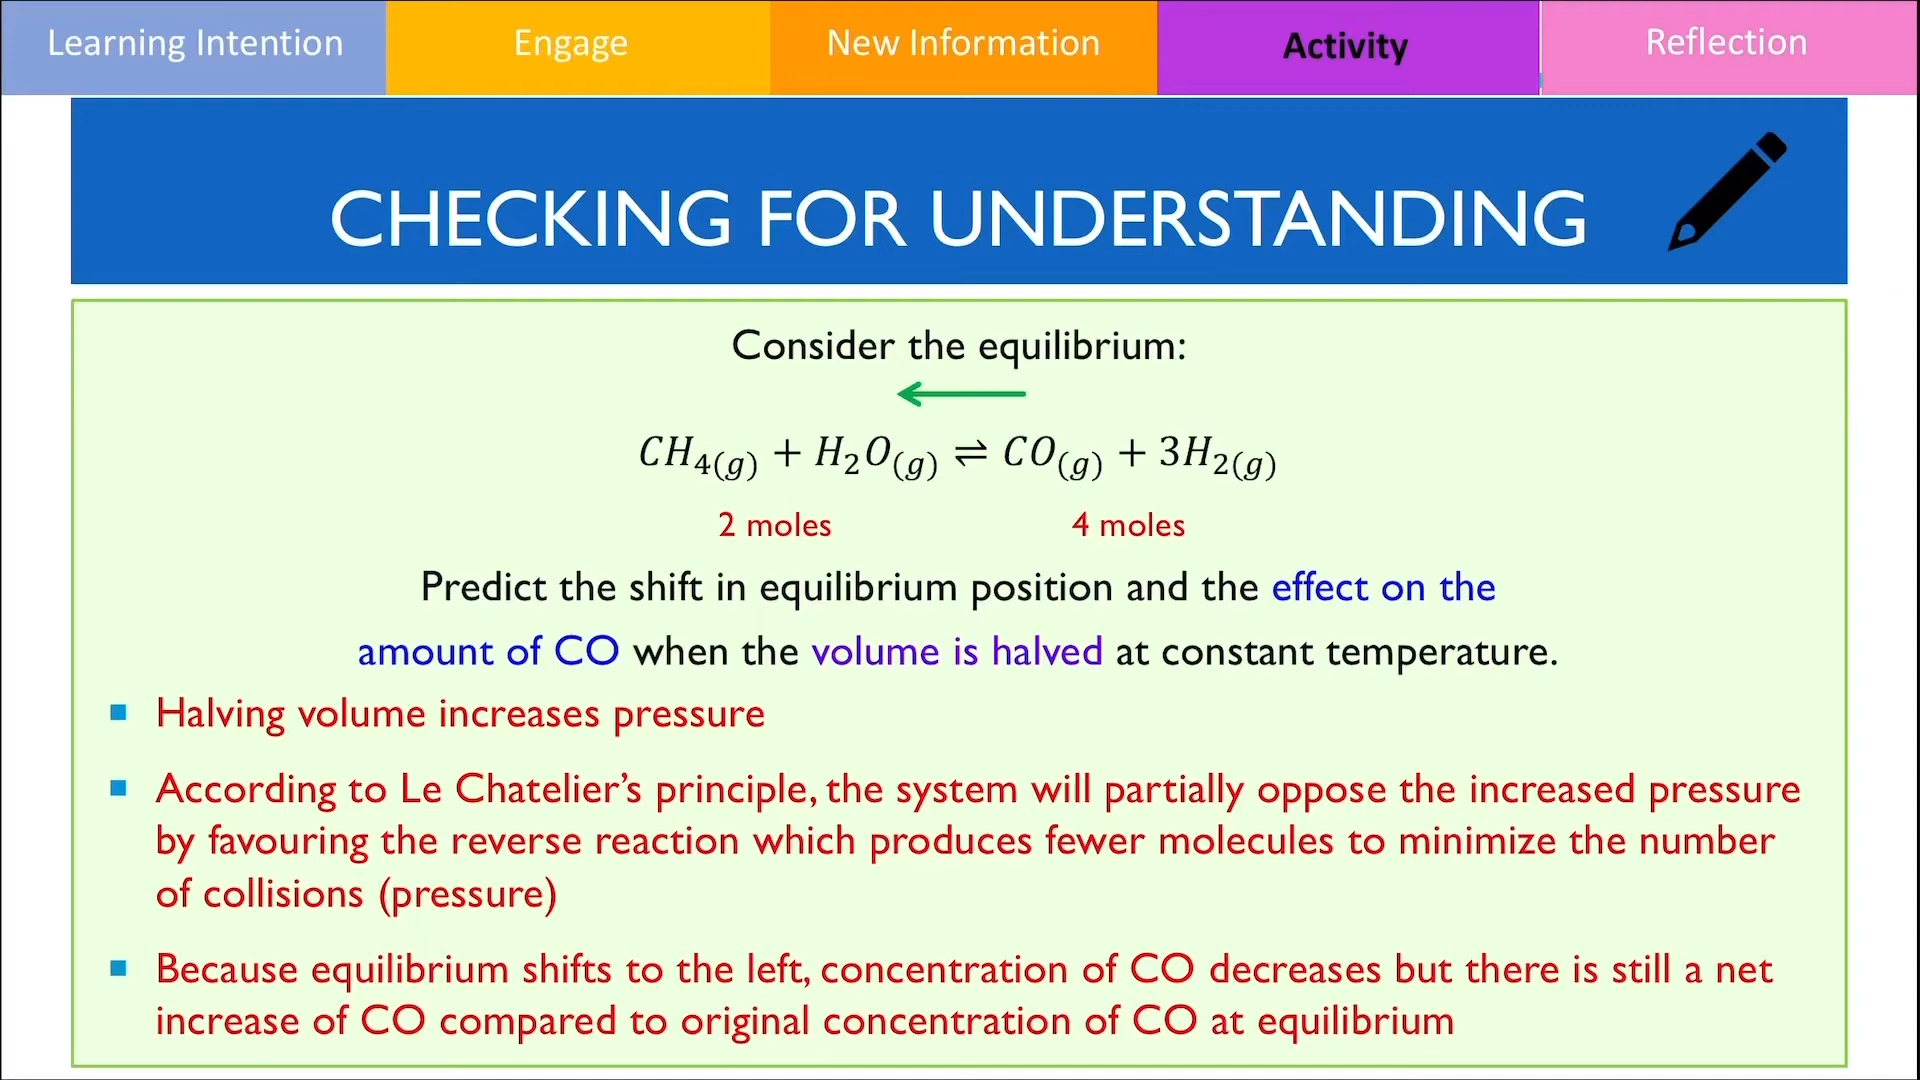 Learning Intention
Engage
New Information
Activity
Reflection
CHECKING FOR UNDERSTANDING
Consider the equilibrium:
CH₄(g) + H₂O(g) ⇌ CO(g) + 3H₂(g)
2 moles
4 moles
Predict the shift in equilibrium position and the effect on the
amount of CO when the volume is halved at constant temperature.
Halving volume increases pressure
According to Le Chatelier’s principle, the system will partially oppose the increased pressure
by favouring the reverse reaction which produces fewer molecules to minimize the number
of collisions (pressure)
Because equilibrium shifts to the left, concentration of CO decreases but there is still a net
increase of CO compared to original concentration of CO at equilibrium